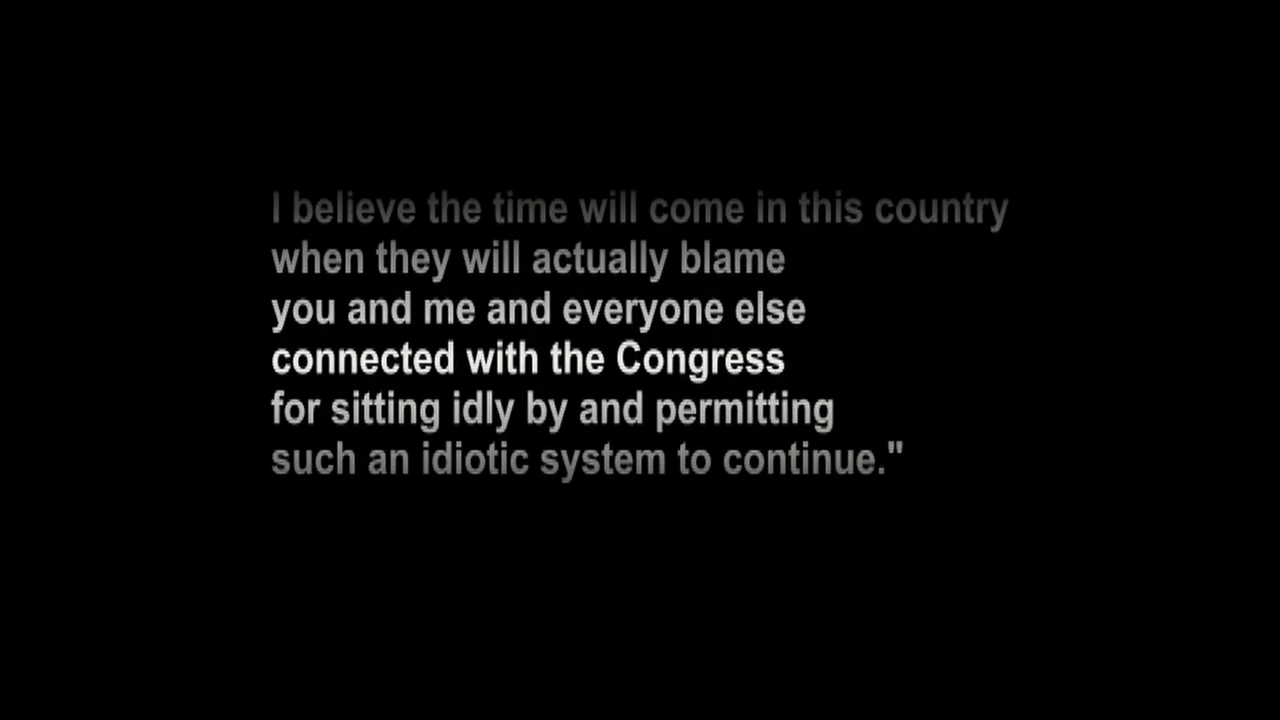 I believe the time will come in this country
when they will actually blame
you and me and everyone else
connected with the Congress
for sitting idly by and permitting
such an idiotic system to continue."